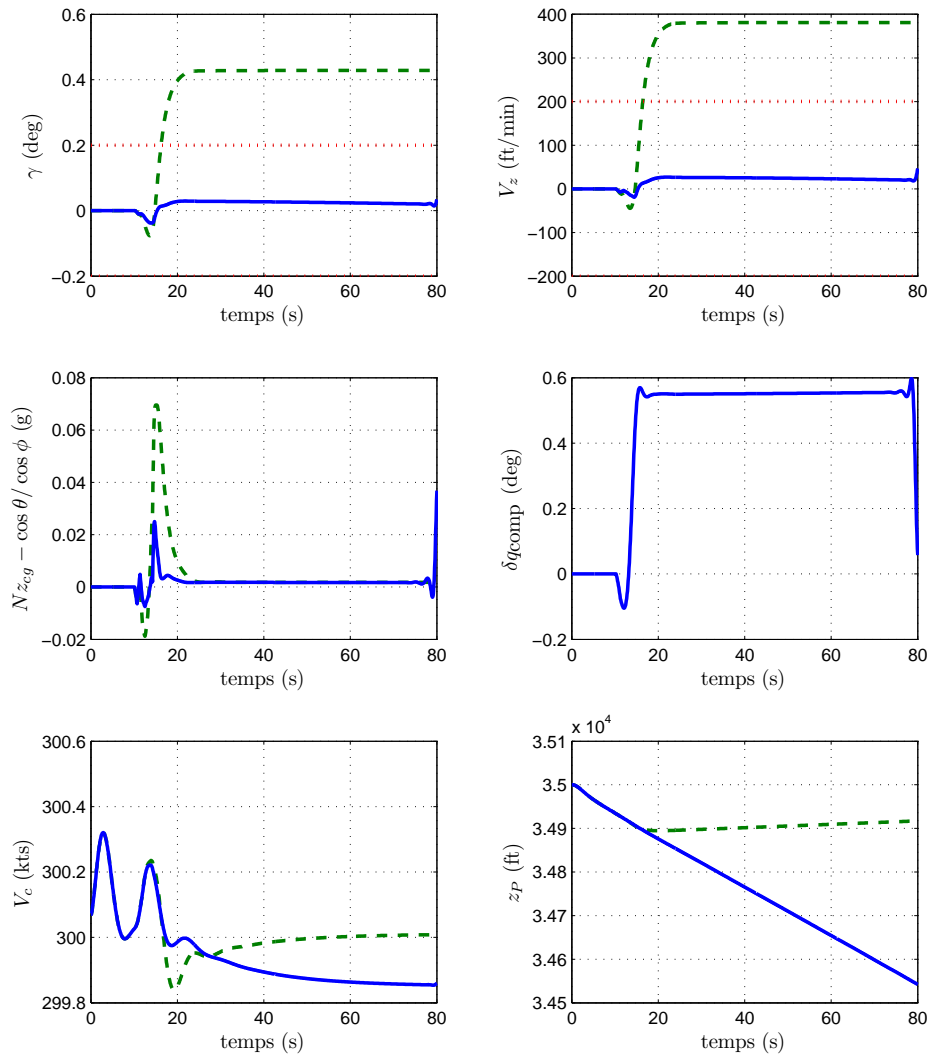 0.6
0.4
0.2
0
−0.2
γ (deg)
0 20 40 60 80
temps (s)
400
300
200
100
0
−100
−200
V_z (ft/min)
0 20 40 60 80
temps (s)
0.08
0.06
0.04
0.02
0
−0.02
Nz_{cg} − cos θ/ cos ϕ (g)
0 20 40 60 80
temps (s)
0.6
0.4
0.2
0
−0.2
δqcomp (deg)
0 20 40 60 80
temps (s)
300.6
300.4
300.2
300
299.8
V_c (kts)
0 20 40 60 80
temps (s)
x 10^4
3.51
3.5
3.49
3.48
3.47
3.46
3.45
z_P (ft)
0 20 40 60 80
temps (s)